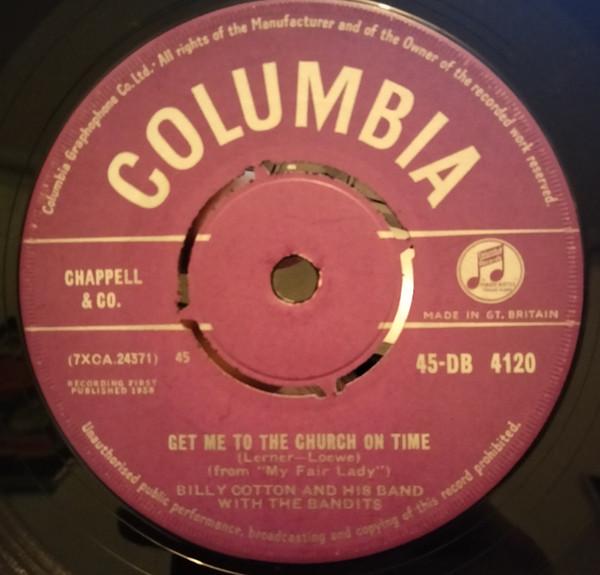 Columbia Graphophone Co. Ltd. · All rights of the Manufacturer and of the Owner of the recorded work reserved.
COLUMBIA
CHAPPELL
& CO.
MADE IN GT. BRITAIN
(7XCA.24371) 45
45-DB 4120
RECORDING FIRST
PUBLISHED 1958
GET ME TO THE CHURCH ON TIME
(Lerner—Loewe)
(from "My Fair Lady")
BILLY COTTON AND HIS BAND
WITH THE BANDITS
Unauthorised public performance, broadcasting and copying of this record prohibited.